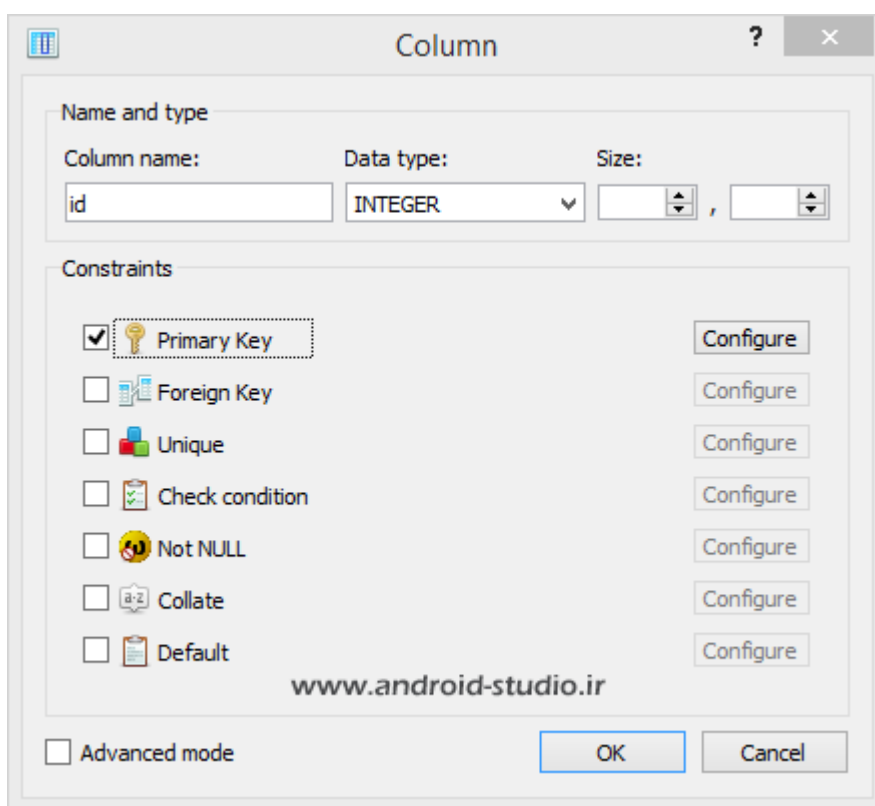 Column ?
Name and type
Column name: Data type: Size:
id INTEGER ,
Constraints
Primary Key Configure
Foreign Key Configure
Unique Configure
Check condition Configure
Not NULL Configure
a-z Collate Configure
Default Configure
www.android-studio.ir
Advanced mode OK Cancel